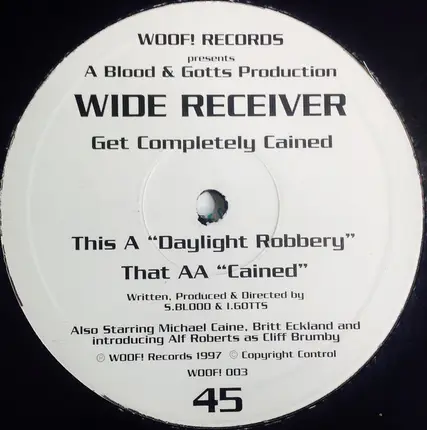 WOOF! RECORDS
presents
A Blood & Gotts Production
WIDE RECEIVER
Get Completely Cained
This A “Daylight Robbery”
That AA “Cained”
Written, Produced & Directed by
S.BLOOD & I.GOTTS
Also Starring Michael Caine, Britt Eckland and
introducing Alf Roberts as Cliff Brumby
℗ WOOF! Records 1997 © Copyright Control
WOOF! 003
45